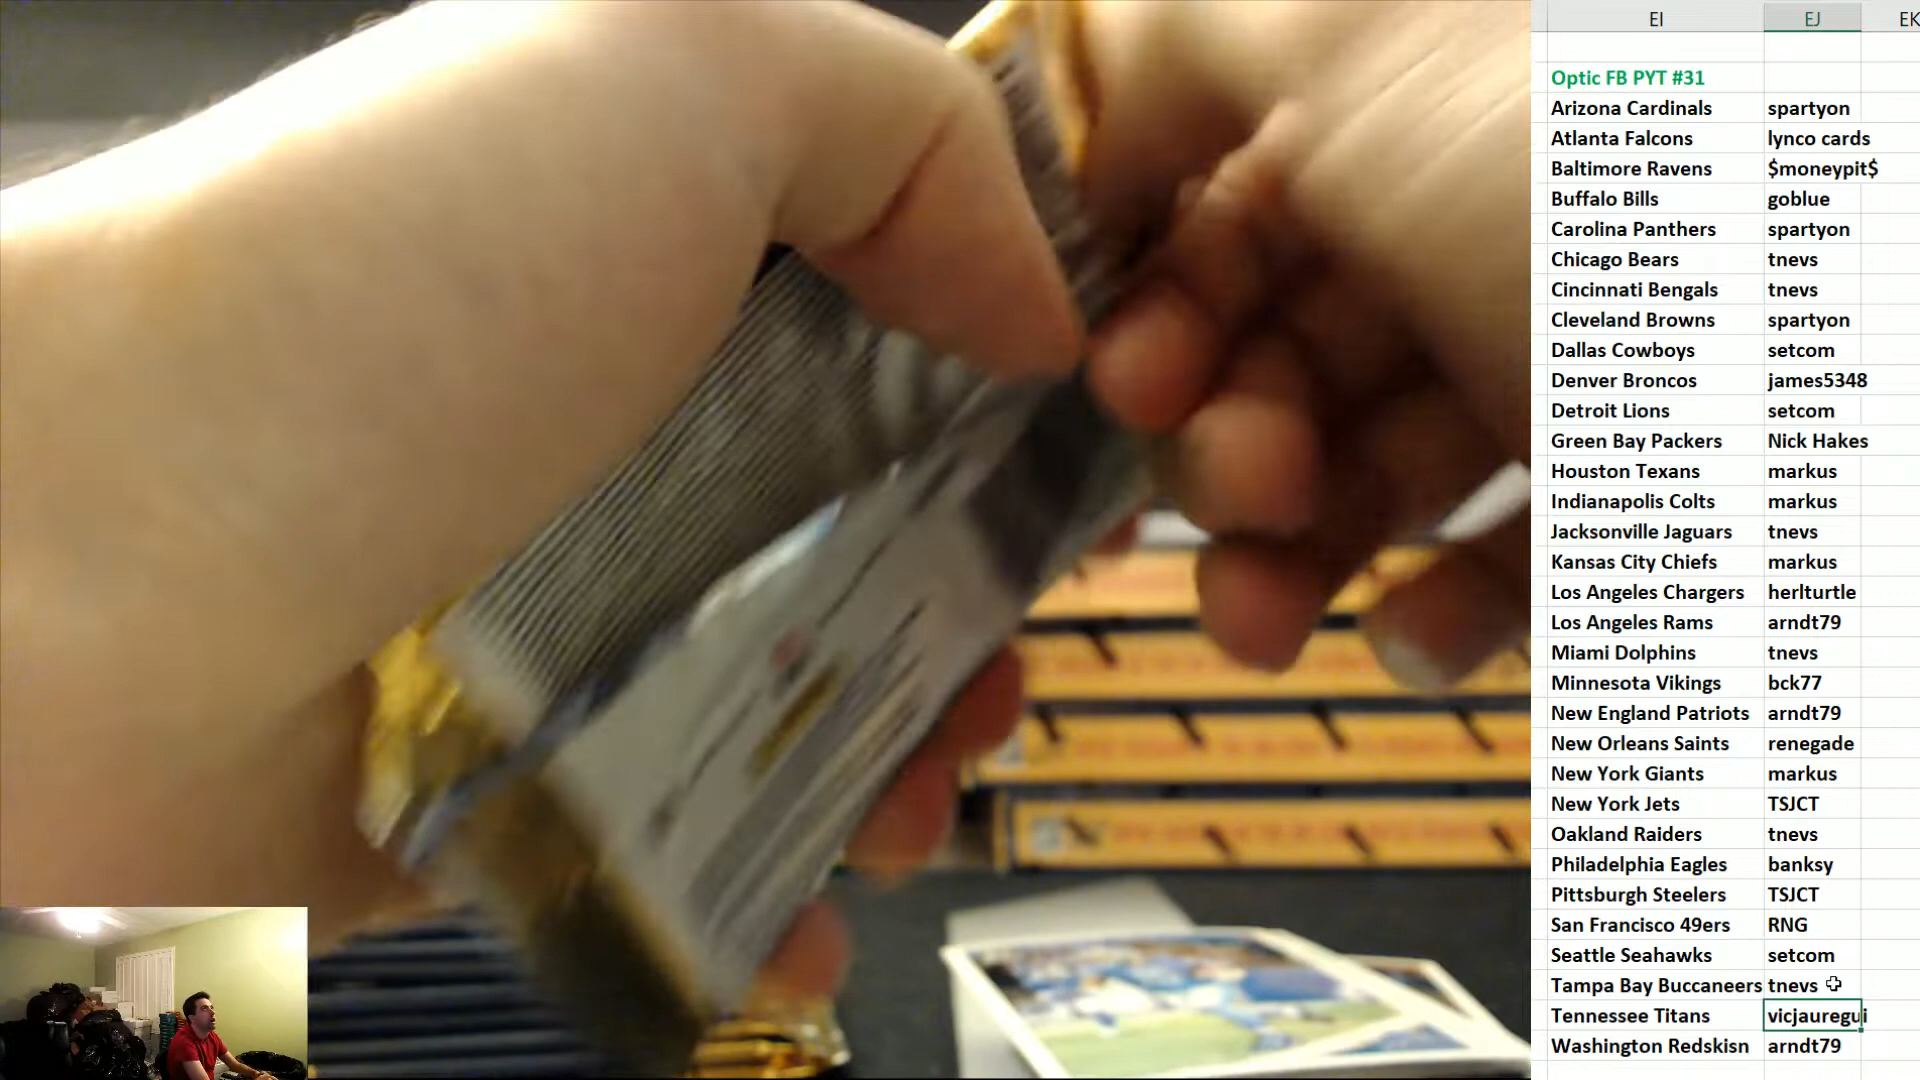 EI EJ EK
Optic FB PYT #31
Arizona Cardinals spartyon
Atlanta Falcons lynco cards
Baltimore Ravens $moneypit$
Buffalo Bills goblue
Carolina Panthers spartyon
Chicago Bears tnevs
Cincinnati Bengals tnevs
Cleveland Browns spartyon
Dallas Cowboys setcom
Denver Broncos james5348
Detroit Lions setcom
Green Bay Packers Nick Hakes
Houston Texans markus
Indianapolis Colts markus
Jacksonville Jaguars tnevs
Kansas City Chiefs markus
Los Angeles Chargers herlturtle
Los Angeles Rams arndt79
Miami Dolphins tnevs
Minnesota Vikings bck77
New England Patriots arndt79
New Orleans Saints renegade
New York Giants markus
New York Jets TSJCT
Oakland Raiders tnevs
Philadelphia Eagles banksy
Pittsburgh Steelers TSJCT
San Francisco 49ers RNG
Seattle Seahawks setcom
Tampa Bay Buccaneers tnevs
Tennessee Titans vicjauregui
Washington Redskisn arndt79